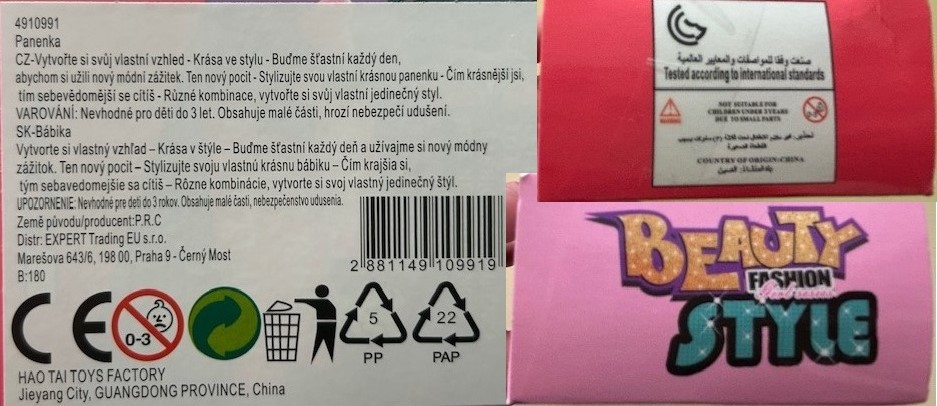 4910991
Panenka
CZ-Vytvořte si svůj vlastní vzhled - Krása ve stylu - Buďme šťastní každý den,
abychom si užili nový módní zážitek. Ten nový pocit - Stylizujte svou vlastní krásnou panenku - Čím krásnější jsi,
tím sebevědomější se cítíš - Různé kombinace, vytvořte si svůj vlastní jedinečný styl.
VAROVÁNÍ: Nevhodné pro děti do 3 let. Obsahuje malé části, hrozí nebezpečí udušení.
SK-Bábika
Vytvorte si vlastný vzhľad – Krása v štýle – Buďme šťastní každý deň a užívajme si nový módny
zážitok. Ten nový pocit – Stylizujte svoju vlastnú krásnu bábiku – Čím krajšia si,
tým sebavedomejšie sa cítiš – Rôzne kombinácie, vytvorte si svoj vlastný jedinečný štýl.
UPOZORNENIE: Nevhodné pre deti do 3 rokov. Obsahuje malé časti, nebezpečenstvo udusenia.
Země původu/producent:P.R.C
Distr: EXPERT Trading EU s.r.o.
Marešova 643/6, 198 00, Praha 9 - Černý Most
B:180
2 881149 109919
CE
0-3
5
PP
22
PAP
HAO TAI TOYS FACTORY
Jieyang City, GUANGDONG PROVINCE, China
صنعت وفقا للمواصفات والمعايير العالمية
Tested according to international standards
NOT SUITABLE FOR
CHILDREN UNDER 3 YEARS
DUE TO SMALL PARTS
COUNTRY OF ORIGIN:CHINA
BEAUTY
FASHION
Girl series
STYLE